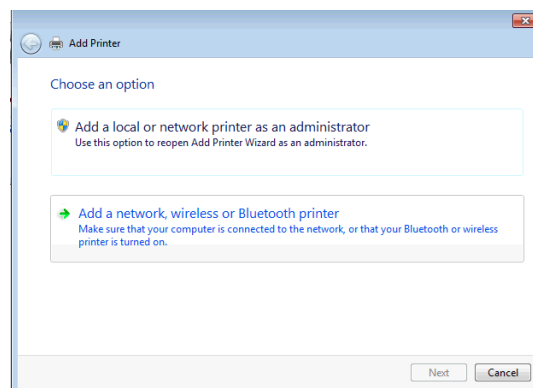 Add Printer
Choose an option
Add a local or network printer as an administrator
Use this option to reopen Add Printer Wizard as an administrator.
Add a network, wireless or Bluetooth printer
Make sure that your computer is connected to the network, or that your Bluetooth or wireless
printer is turned on.
Next
Cancel